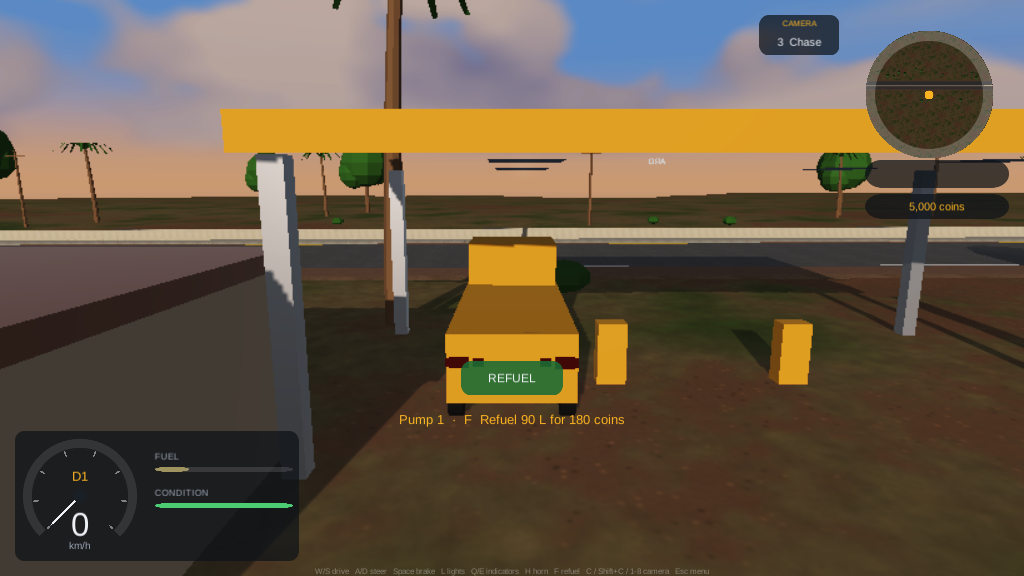 CAMERA
3 Chase
OPA
5,000 coins
REFUEL
Pump 1 · F Refuel 90 L for 180 coins
D1
0
km/h
FUEL
CONDITION
W/S drive A/D steer Space brake L lights Q/E indicators H horn F refuel C / Shift+C / 1-8 camera Esc menu